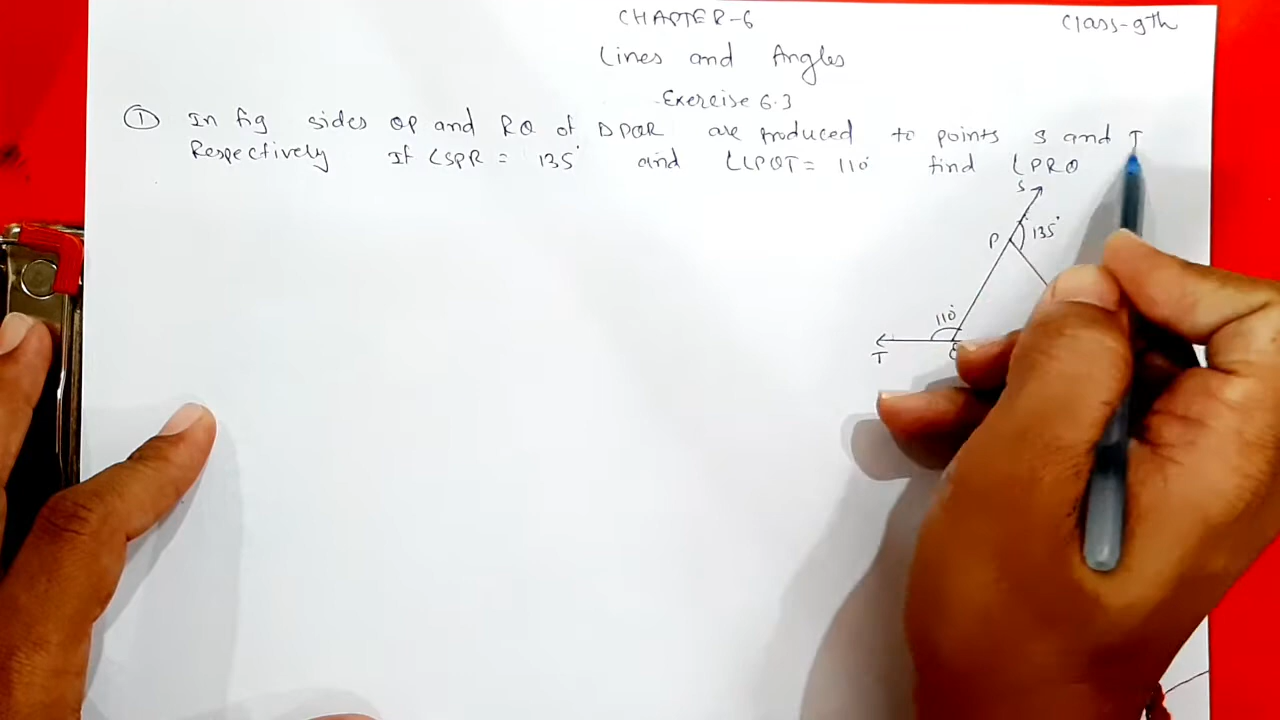 CHAPTER-6
Class-9th
Lines and Angles
Exercise 6.3
① In fig sides QP and RQ of ΔPQR are produced to points S and T
Respectively If ∠SPR = 135° and ∠LPQT = 110° find ∠PRQ
S
P 135°
110°
T